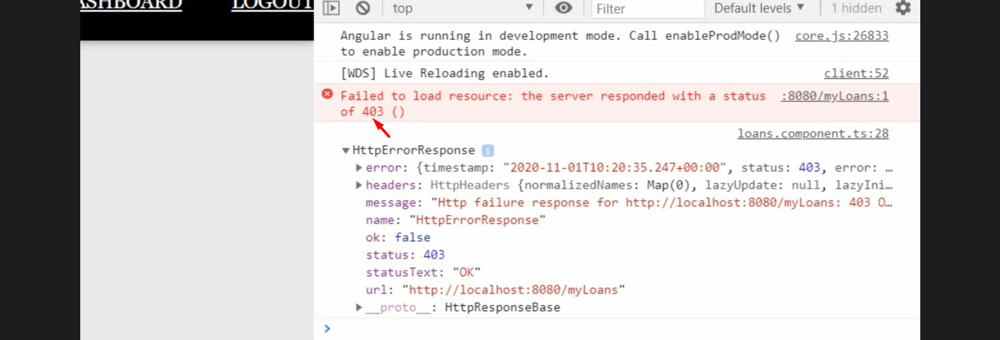 LOGOUT
top Filter Default levels 1 hidden
Angular is running in development mode. Call enableProdMode() core.js:26833
to enable production mode.
[WDS] Live Reloading enabled. client:52
Failed to load resource: the server responded with a status :8080/myLoans:1
of 403 ()
loans.component.ts:28
HttpErrorResponse i
error: {timestamp: "2020-11-01T10:20:35.247+00:00", status: 403, error: …
headers: HttpHeaders {normalizedNames: Map(0), lazyUpdate: null, lazyIni…
message: "Http failure response for http://localhost:8080/myLoans: 403 O…
name: "HttpErrorResponse"
ok: false
status: 403
statusText: "OK"
url: "http://localhost:8080/myLoans"
__proto__: HttpResponseBase
>